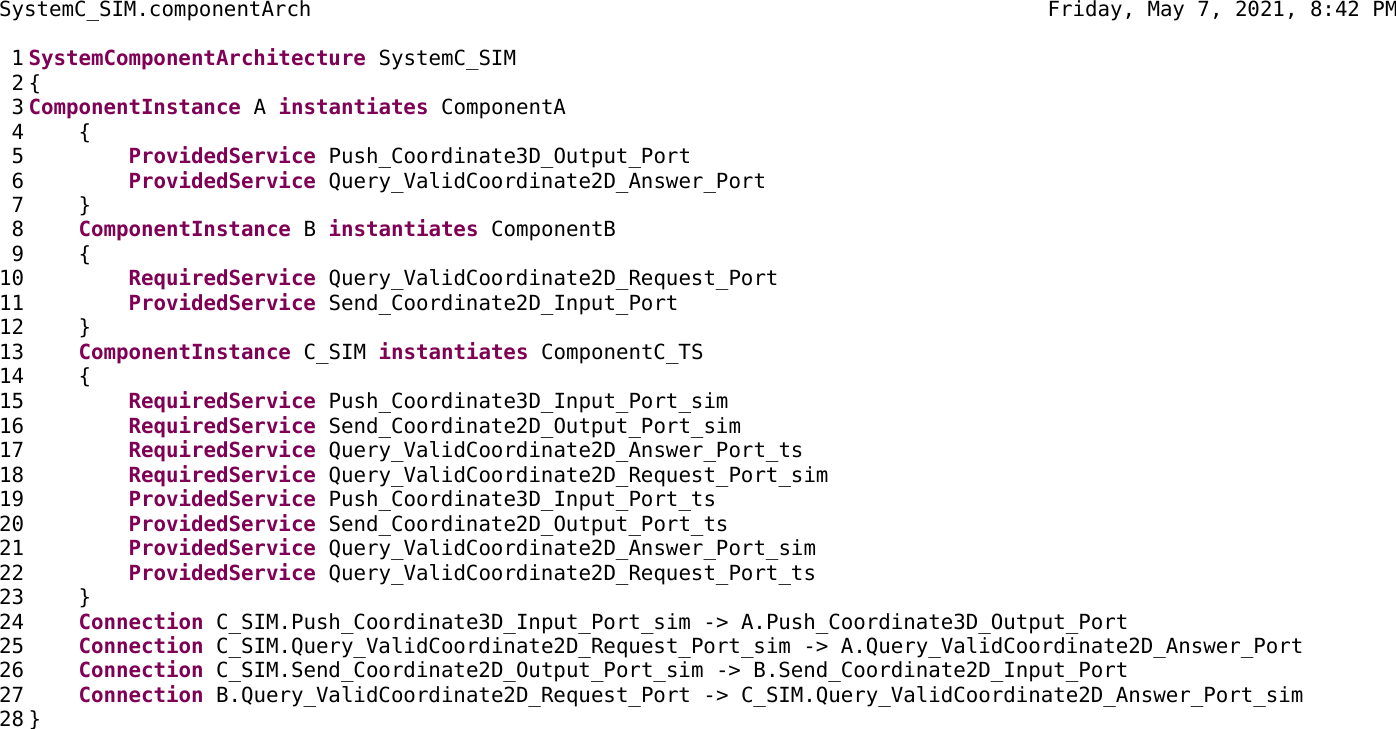 SystemC_SIM.componentArch Friday, May 7, 2021, 8:42 PM
1 SystemComponentArchitecture SystemC_SIM
2 {
3 ComponentInstance A instantiates ComponentA
4 {
5 ProvidedService Push_Coordinate3D_Output_Port
6 ProvidedService Query_ValidCoordinate2D_Answer_Port
7 }
8 ComponentInstance B instantiates ComponentB
9 {
10 RequiredService Query_ValidCoordinate2D_Request_Port
11 ProvidedService Send_Coordinate2D_Input_Port
12 }
13 ComponentInstance C_SIM instantiates ComponentC_TS
14 {
15 RequiredService Push_Coordinate3D_Input_Port_sim
16 RequiredService Send_Coordinate2D_Output_Port_sim
17 RequiredService Query_ValidCoordinate2D_Answer_Port_ts
18 RequiredService Query_ValidCoordinate2D_Request_Port_sim
19 ProvidedService Push_Coordinate3D_Input_Port_ts
20 ProvidedService Send_Coordinate2D_Output_Port_ts
21 ProvidedService Query_ValidCoordinate2D_Answer_Port_sim
22 ProvidedService Query_ValidCoordinate2D_Request_Port_ts
23 }
24 Connection C_SIM.Push_Coordinate3D_Input_Port_sim -> A.Push_Coordinate3D_Output_Port
25 Connection C_SIM.Query_ValidCoordinate2D_Request_Port_sim -> A.Query_ValidCoordinate2D_Answer_Port
26 Connection C_SIM.Send_Coordinate2D_Output_Port_sim -> B.Send_Coordinate2D_Input_Port
27 Connection B.Query_ValidCoordinate2D_Request_Port -> C_SIM.Query_ValidCoordinate2D_Answer_Port_sim
28 }